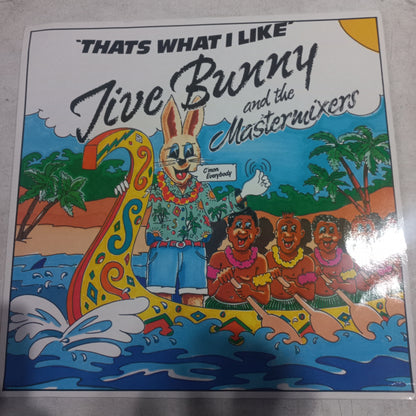 "THATS WHAT I LIKE"
Jive Bunny
and the
Mastermixers
C'mon
Everybody